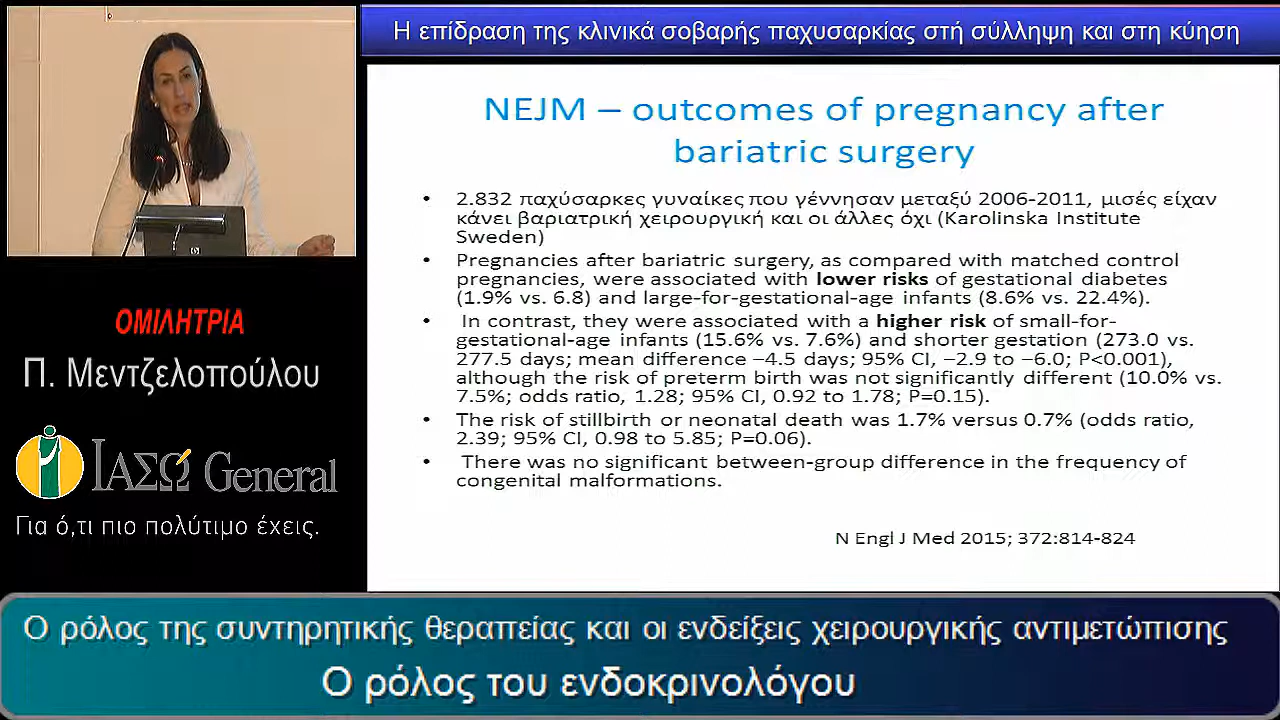 Η επίδραση της κλινικά σοβαρής παχυσαρκίας στή σύλληψη και στη κύηση
NEJM – outcomes of pregnancy after
bariatric surgery
• 2.832 παχύσαρκες γυναίκες που γέννησαν μεταξύ 2006-2011, μισές είχαν
κάνει βαριατρική χειρουργική και οι άλλες όχι (Karolinska Institute
Sweden)
• Pregnancies after bariatric surgery, as compared with matched control
pregnancies, were associated with lower risks of gestational diabetes
(1.9% vs. 6.8) and large-for-gestational-age infants (8.6% vs. 22.4%).
• In contrast, they were associated with a higher risk of small-for-
gestational-age infants (15.6% vs. 7.6%) and shorter gestation (273.0 vs.
277.5 days; mean difference −4.5 days; 95% CI, −2.9 to −6.0; P<0.001),
although the risk of preterm birth was not significantly different (10.0% vs.
7.5%; odds ratio, 1.28; 95% CI, 0.92 to 1.78; P=0.15).
• The risk of stillbirth or neonatal death was 1.7% versus 0.7% (odds ratio,
2.39; 95% CI, 0.98 to 5.85; P=0.06).
• There was no significant between-group difference in the frequency of
congenital malformations.
N Engl J Med 2015; 372:814-824
ΟΜΙΛΗΤΡΙΑ
Π. Μεντζελοπούλου
ΙΑΣΩ General
Για ό,τι πιο πολύτιμο έχεις.
Ο ρόλος της συντηρητικής θεραπείας και οι ενδείξεις χειρουργικής αντιμετώπισης
Ο ρόλος του ενδοκρινολόγου